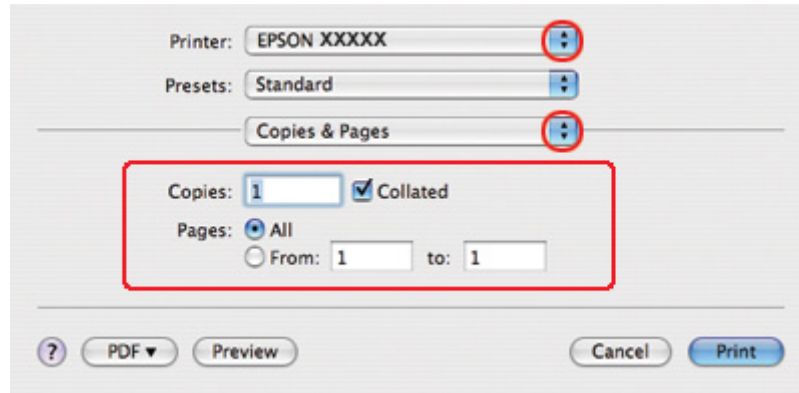 Printer: EPSON XXXXX
Presets: Standard
Copies & Pages
Copies: 1 Collated
Pages: All
From: 1 to: 1
? PDF▼ Preview Cancel Print